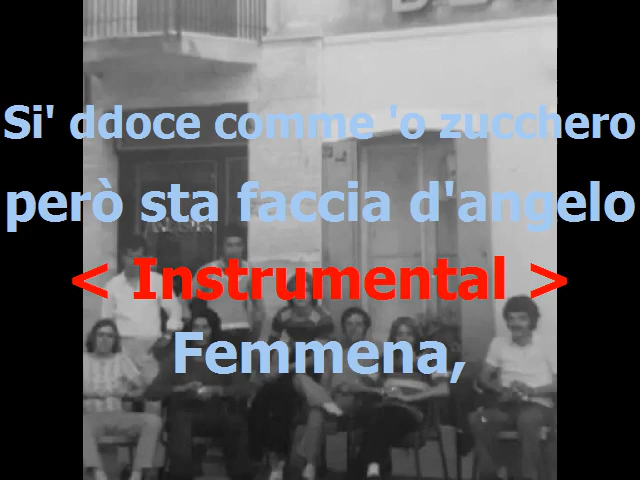 Si' ddoce comme 'o zucchero
però sta faccia d'angelo
< Instrumental >
Femmena,